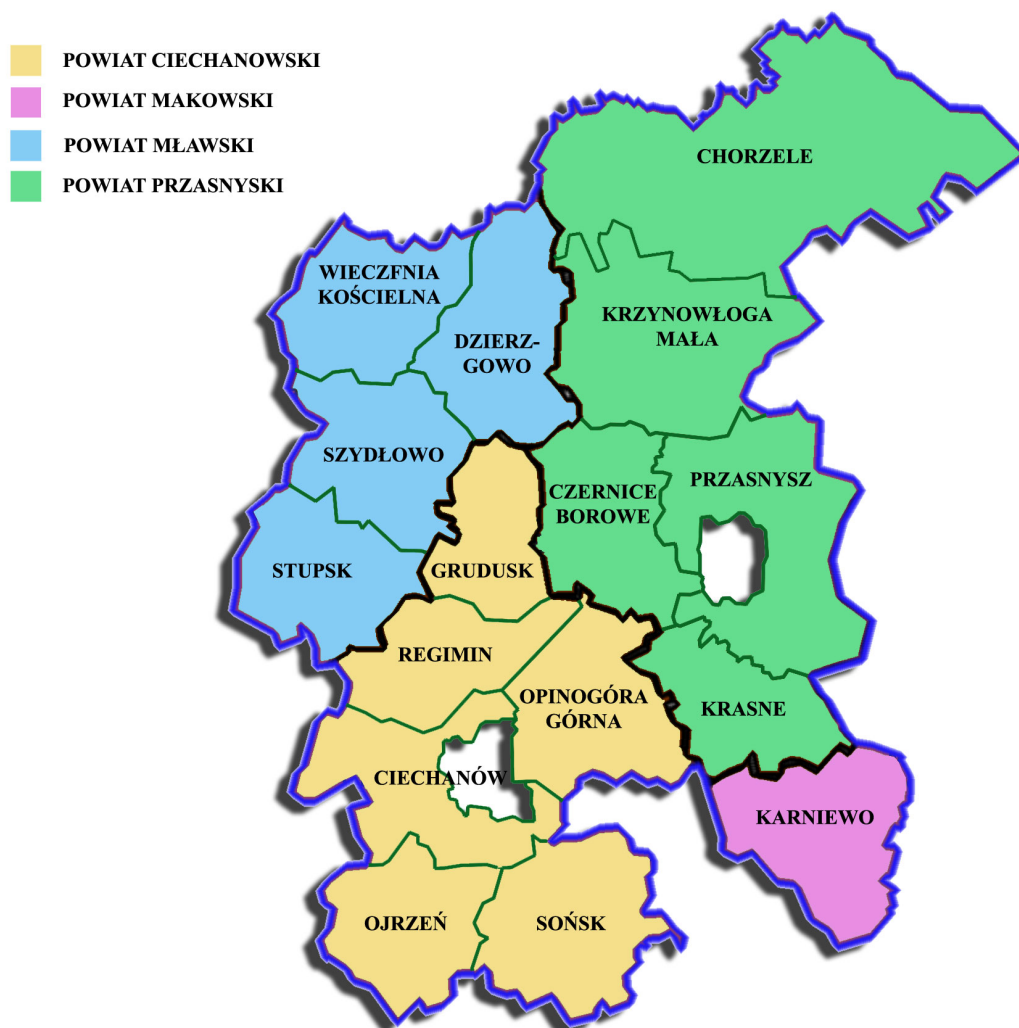 POWIAT CIECHANOWSKI
POWIAT MAKOWSKI
POWIAT MŁAWSKI
POWIAT PRZASNYSKI
CHORZELE
WIECZFNIA
KOŚCIELNA
DZIERZ-
GOWO
KRZYNOWŁOGA
MAŁA
SZYDŁOWO
CZERNICE
BOROWE
PRZASNYSZ
STUPSK
GRUDUSK
REGIMIN
OPINOGÓRA
GÓRNA
KRASNE
CIECHANÓW
KARNIEWO
OJRZEŃ
SOŃSK